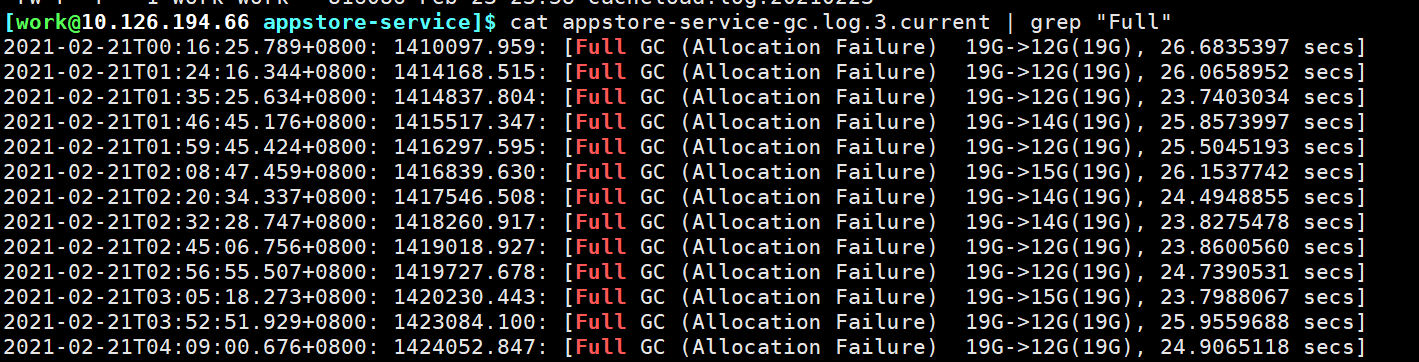 [work@10.126.194.66 appstore-service]$ cat appstore-service-gc.log.3.current | grep "Full"
2021-02-21T00:16:25.789+0800: 1410097.959: [Full GC (Allocation Failure)  19G->12G(19G), 26.6835397 secs]
2021-02-21T01:24:16.344+0800: 1414168.515: [Full GC (Allocation Failure)  19G->12G(19G), 26.0658952 secs]
2021-02-21T01:35:25.634+0800: 1414837.804: [Full GC (Allocation Failure)  19G->12G(19G), 23.7403034 secs]
2021-02-21T01:46:45.176+0800: 1415517.347: [Full GC (Allocation Failure)  19G->14G(19G), 25.8573997 secs]
2021-02-21T01:59:45.424+0800: 1416297.595: [Full GC (Allocation Failure)  19G->12G(19G), 25.5045193 secs]
2021-02-21T02:08:47.459+0800: 1416839.630: [Full GC (Allocation Failure)  19G->15G(19G), 26.1537742 secs]
2021-02-21T02:20:34.337+0800: 1417546.508: [Full GC (Allocation Failure)  19G->14G(19G), 24.4948855 secs]
2021-02-21T02:32:28.747+0800: 1418260.917: [Full GC (Allocation Failure)  19G->14G(19G), 23.8275478 secs]
2021-02-21T02:45:06.756+0800: 1419018.927: [Full GC (Allocation Failure)  19G->12G(19G), 23.8600560 secs]
2021-02-21T02:56:55.507+0800: 1419727.678: [Full GC (Allocation Failure)  19G->12G(19G), 24.7390531 secs]
2021-02-21T03:05:18.273+0800: 1420230.443: [Full GC (Allocation Failure)  19G->15G(19G), 23.7988067 secs]
2021-02-21T03:52:51.929+0800: 1423084.100: [Full GC (Allocation Failure)  19G->12G(19G), 25.9559688 secs]
2021-02-21T04:09:00.676+0800: 1424052.847: [Full GC (Allocation Failure)  19G->12G(19G), 24.9065118 secs]